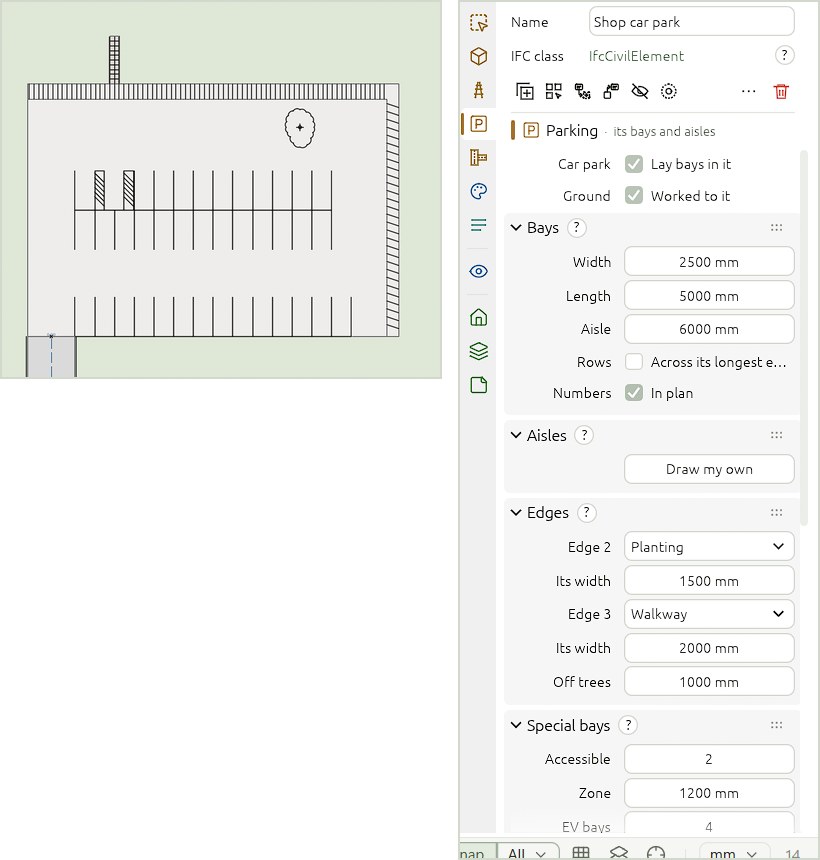 Name Shop car park
IFC class IfcCivilElement ?
P Parking · its bays and aisles
Car park Lay bays in it
Ground Worked to it
Bays ?
Width 2500 mm
Length 5000 mm
Aisle 6000 mm
Rows Across its longest e...
Numbers In plan
Aisles ?
Draw my own
Edges ?
Edge 2 Planting
Its width 1500 mm
Edge 3 Walkway
Its width 2000 mm
Off trees 1000 mm
Special bays ?
Accessible 2
Zone 1200 mm
EV bays 4
nap All mm 14